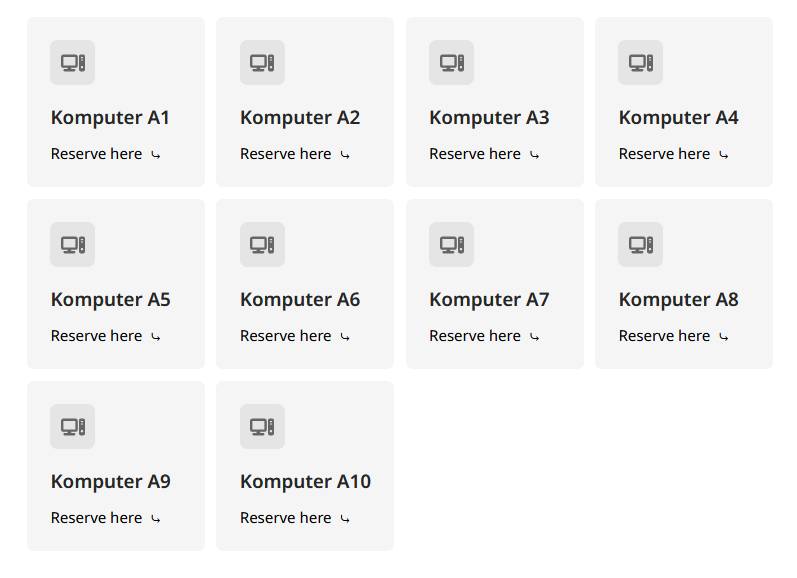 Komputer A1
Reserve here
Komputer A2
Reserve here
Komputer A3
Reserve here
Komputer A4
Reserve here
Komputer A5
Reserve here
Komputer A6
Reserve here
Komputer A7
Reserve here
Komputer A8
Reserve here
Komputer A9
Reserve here
Komputer A10
Reserve here